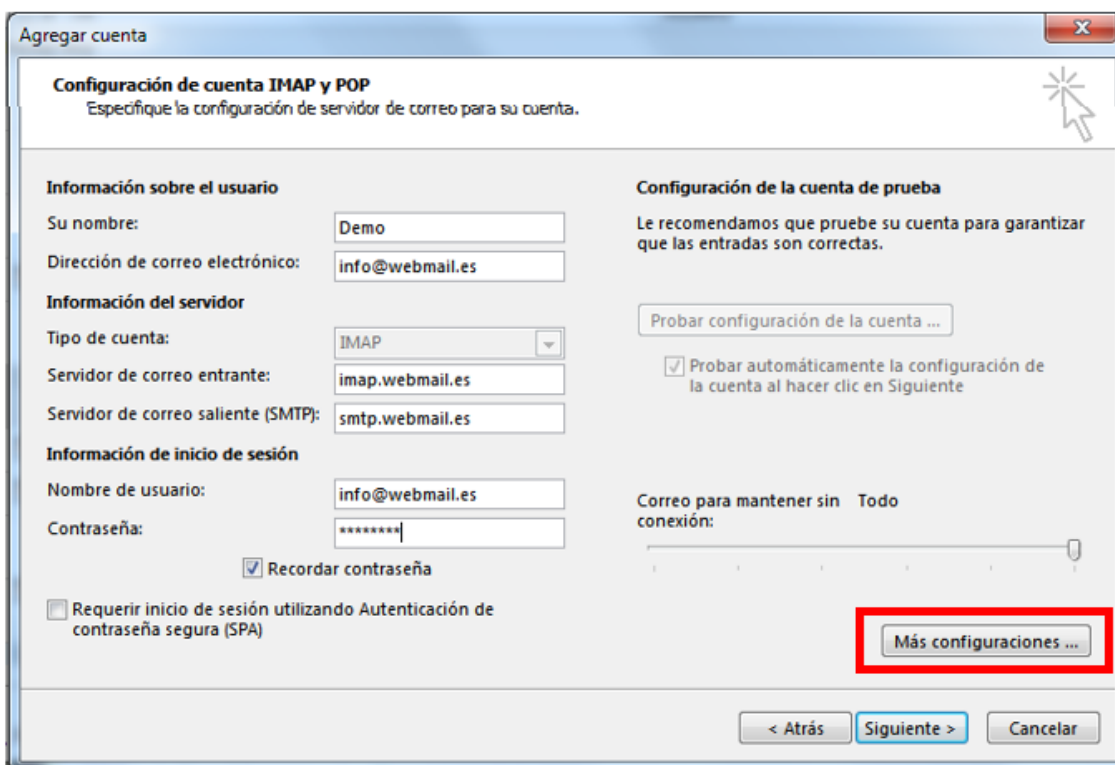 Agregar cuenta
x
Configuración de cuenta IMAP y POP
Especifique la configuración de servidor de correo para su cuenta.
Información sobre el usuario
Su nombre:
Demo
Dirección de correo electrónico:
info@webmail.es
Información del servidor
Tipo de cuenta:
IMAP
Servidor de correo entrante:
imap.webmail.es
Servidor de correo saliente (SMTP):
smtp.webmail.es
Información de inicio de sesión
Nombre de usuario:
info@webmail.es
Contraseña:
********
Recordar contraseña
Requerir inicio de sesión utilizando Autenticación de
contraseña segura (SPA)
Configuración de la cuenta de prueba
Le recomendamos que pruebe su cuenta para garantizar
que las entradas son correctas.
Probar configuración de la cuenta ...
Probar automáticamente la configuración de
la cuenta al hacer clic en Siguiente
Correo para mantener sin Todo
conexión:
Más configuraciones ...
< Atrás
Siguiente >
Cancelar